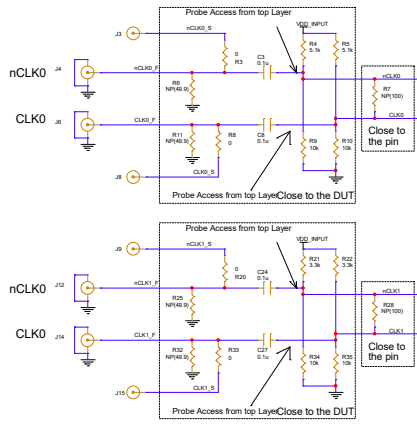 Probe Access from top Layer
VDD_INPUT
J3
nCLK0_S
R4
5.1k
R5
5.1k
0
R3
nCLK0
J4
nCLK0_F
C3
0.1u
nCLK0
R6
NP(49.9)
R7
NP(100)
CLK0
J6
CLK0_F
C8
0.1u
CLK0
R11
NP(49.9)
R8
0
R9
10k
R10
10k
Close to
the pin
J8
CLK0_S
Probe Access from top Layer
Close to the DUT
Probe Access from top Layer
VDD_INPUT
J9
nCLK1_S
R21
3.3k
R22
3.3k
0
R20
nCLK0
J12
nCLK1_F
C24
0.1u
nCLK1
R25
NP(49.9)
R28
NP(100)
CLK0
J14
CLK1_F
C27
0.1u
CLK1
R32
NP(49.9)
R33
0
R34
10k
R35
10k
Close to
the pin
J15
CLK1_S
Probe Access from top Layer
Close to the DUT